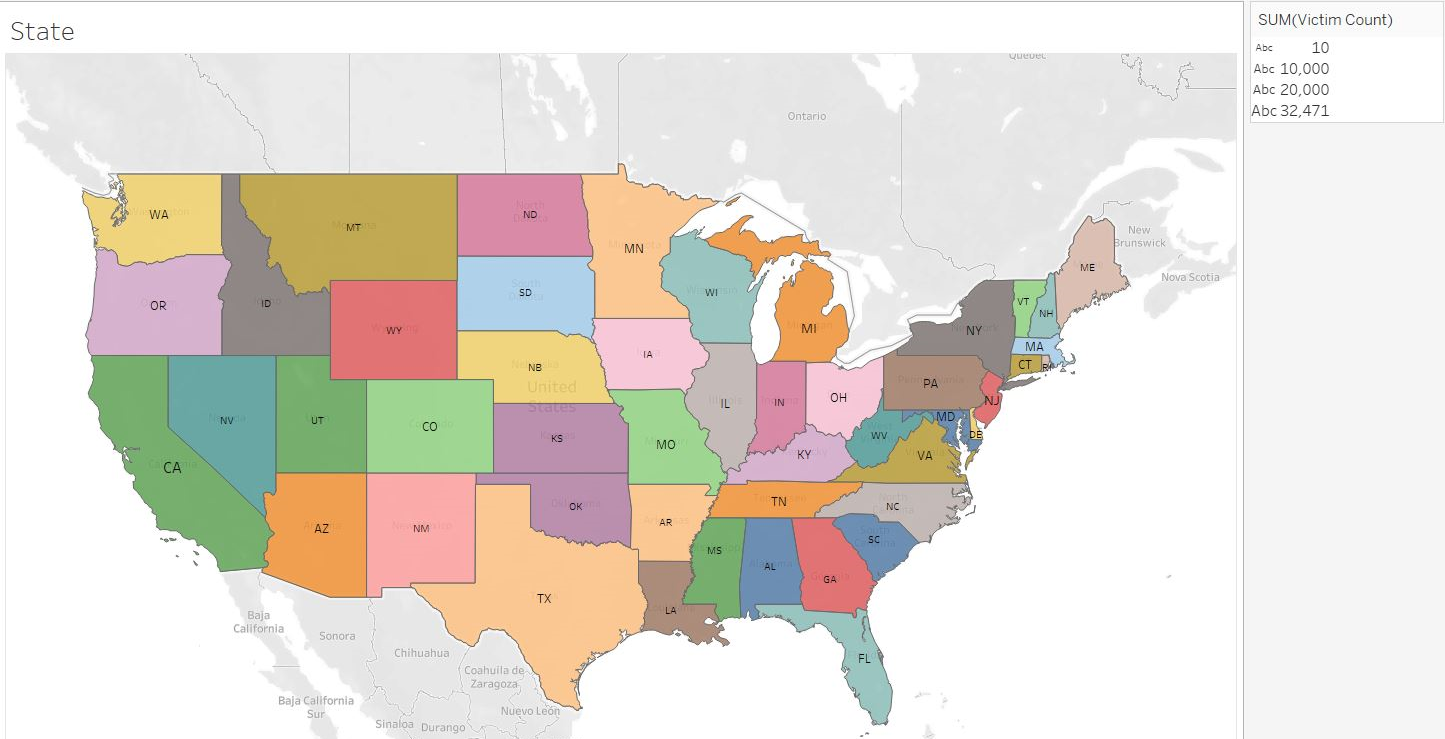 State
SUM(Victim Count)
Abc 10
Abc 10,000
Abc 20,000
Abc 32,471
Quebec
Ontario
New
Brunswick
Nova Scotia
WA
MT
ND
MN
ME
OR
ID
SD
WI
VT
NH
WY
MI
NY
MA
IA
CT
RI
NB
United
States
PA
IL
IN
OH
NJ
NV
UT
CO
KS
MO
WV
MD
DE
CA
KY
VA
OK
TN
NC
AZ
NM
AR
SC
MS
AL
GA
TX
LA
FL
Baja
California
Sonora
Chihuahua
Coahuila de
Zaragoza
Baja California
Sur
Sinaloa
Durango
Nuevo León